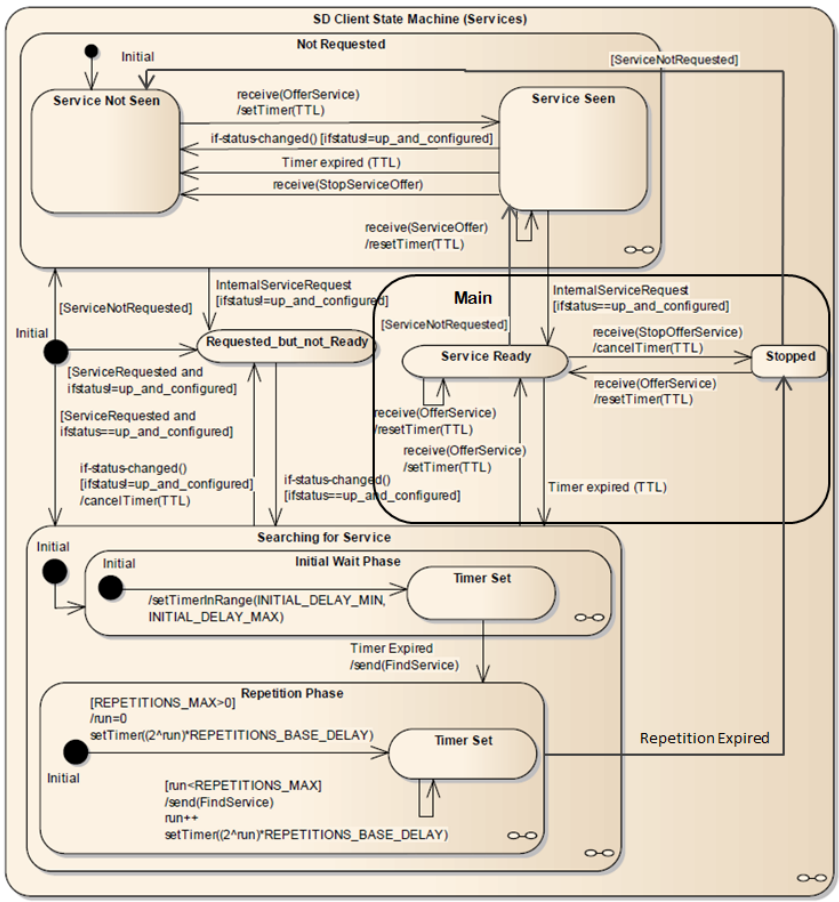 SD Client State Machine (Services)
Not Requested
Initial
[ServiceNotRequested]
Service Not Seen
receive(OfferService)
/setTimer(TTL)
Service Seen
if-status-changed() [ifstatus!=up_and_configured]
Timer expired (TTL)
receive(StopServiceOffer)
receive(ServiceOffer)
/resetTimer(TTL)
InternalServiceRequest
[ifstatus!=up_and_configured]
[ServiceNotRequested]
Main
InternalServiceRequest
[ifstatus==up_and_configured]
[ServiceNotRequested]
Initial
Requested_but_not_Ready
Service Ready
receive(StopOfferService)
/cancelTimer(TTL)
Stopped
receive(OfferService)
/resetTimer(TTL)
[ServiceRequested and
ifstatus!=up_and_configured]
[ServiceRequested and
ifstatus==up_and_configured]
receive(OfferService)
/resetTimer(TTL)
receive(OfferService)
/setTimer(TTL)
if-status-changed()
[ifstatus!=up_and_configured]
/cancelTimer(TTL)
if-status-changed()
[ifstatus==up_and_configured]
Timer expired (TTL)
Searching for Service
Initial
Initial Wait Phase
Initial
Timer Set
/setTimerInRange(INITIAL_DELAY_MIN,
INITIAL_DELAY_MAX)
Timer Expired
/send(FindService)
Repetition Phase
[REPETITIONS_MAX>0]
/run=0
setTimer((2^run)*REPETITIONS_BASE_DELAY)
Timer Set
Initial
Repetition Expired
[run<REPETITIONS_MAX]
/send(FindService)
run++
setTimer((2^run)*REPETITIONS_BASE_DELAY)